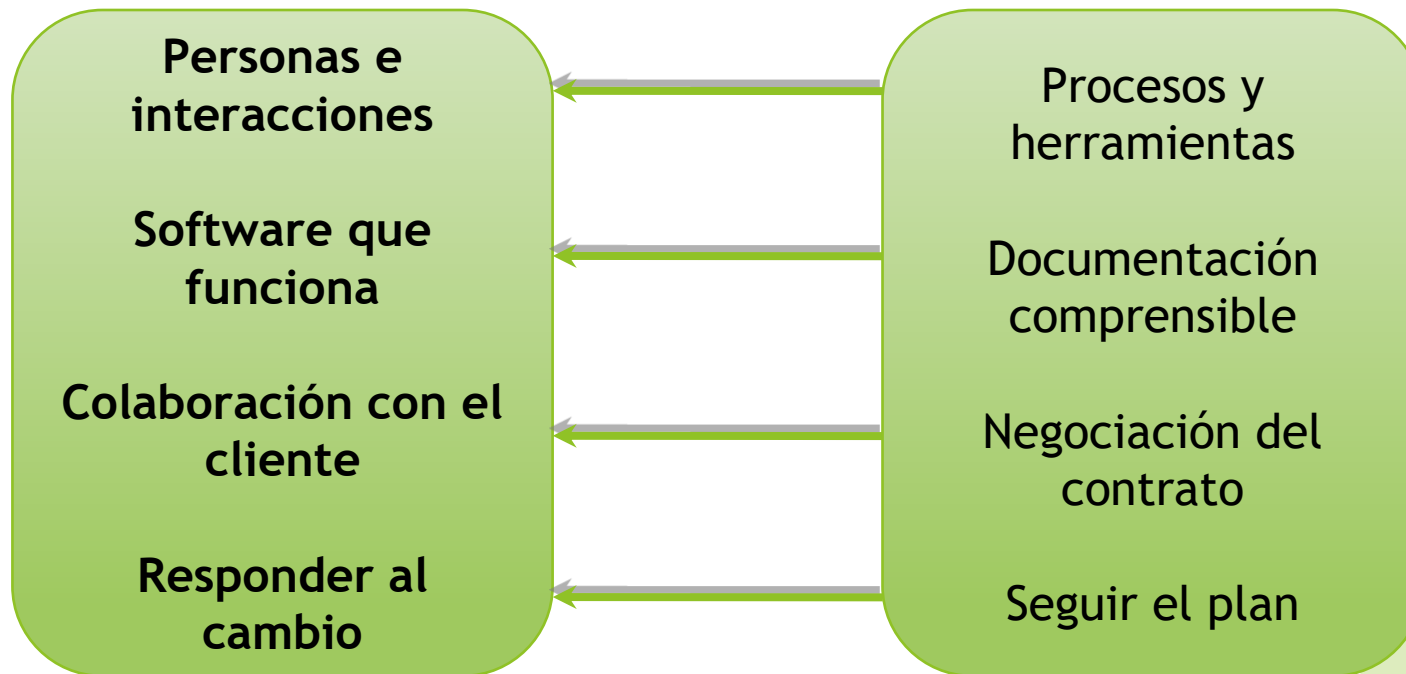 Personas e
interacciones
Software que
funciona
Colaboración con el
cliente
Responder al
cambio
Procesos y
herramientas
Documentación
comprensible
Negociación del
contrato
Seguir el plan